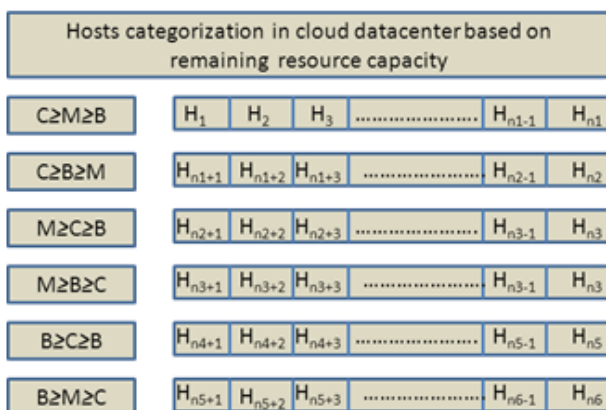 Hosts categorization in cloud datacenter based on
remaining resource capacity
C≥M≥B H1 H2 H3 ........................ Hn1-1 Hn1
C≥B≥M Hn1+1 Hn1+2 Hn1+3 ........................ Hn2-1 Hn2
M≥C≥B Hn2+1 Hn2+2 Hn2+3 ........................ Hn3-1 Hn3
M≥B≥C Hn3+1 Hn3+2 Hn3+3 ........................ Hn3-1 Hn3
B≥C≥B Hn4+1 Hn4+2 Hn4+3 ........................ Hn5-1 Hn5
B≥M≥C Hn5+1 Hn5+2 Hn5+3 ........................ Hn6-1 Hn6